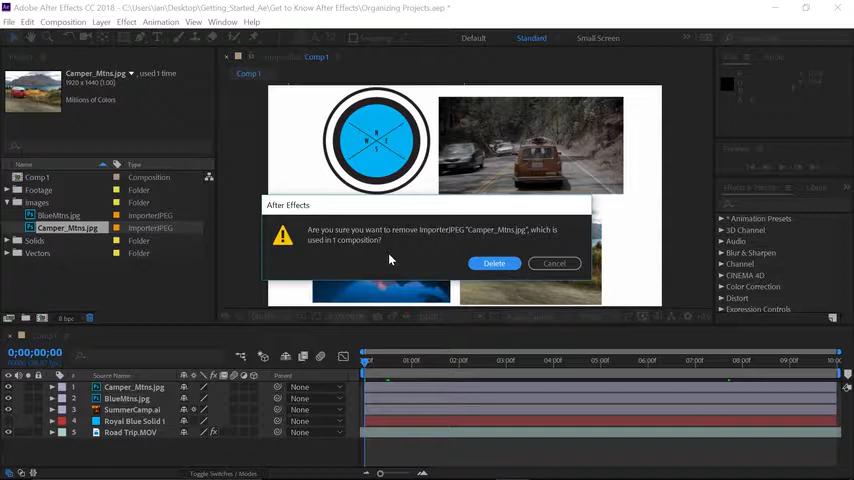 Adobe After Effects CC 2018 - C:\Users\ian\Desktop\Getting_Started_Ae\Get to Know After Effects\Organizing Projects.aep *
File Edit Composition Layer Effect Animation View Window Help
Default Standard Small Screen
Project
Composition Comp 1
Camper_Mtns.jpg , used 1 time
1920 x 1440 (1.00)
Millions of Colors
Comp 1
N
W E
S
Name Type
Comp 1 Composition
Footage Folder
Images Folder
BlueMtns.jpg ImporterJPEG
Camper_Mtns.jpg ImporterJPEG
Solids Folder
Vectors Folder
After Effects
Are you sure you want to remove ImporterJPEG "Camper_Mtns.jpg", which is
used in 1 composition?
Delete Cancel
Preview
Effects & Presets
* Animation Presets
3D Channel
Audio
Blur & Sharpen
Channel
CINEMA 4D
Color Correction
Distort
Expression Controls
8 bpc
Comp 1
0;00;00;00
01:00f 02:00f 03:00f 04:00f 05:00f 06:00f 07:00f 08:00f 09:00f
# Source Name Parent
1 Camper_Mtns.jpg None
2 BlueMtns.jpg None
3 SummerCamp.ai None
4 Royal Blue Solid 1 None
5 Road Trip.MOV fx None
Toggle Switches / Modes